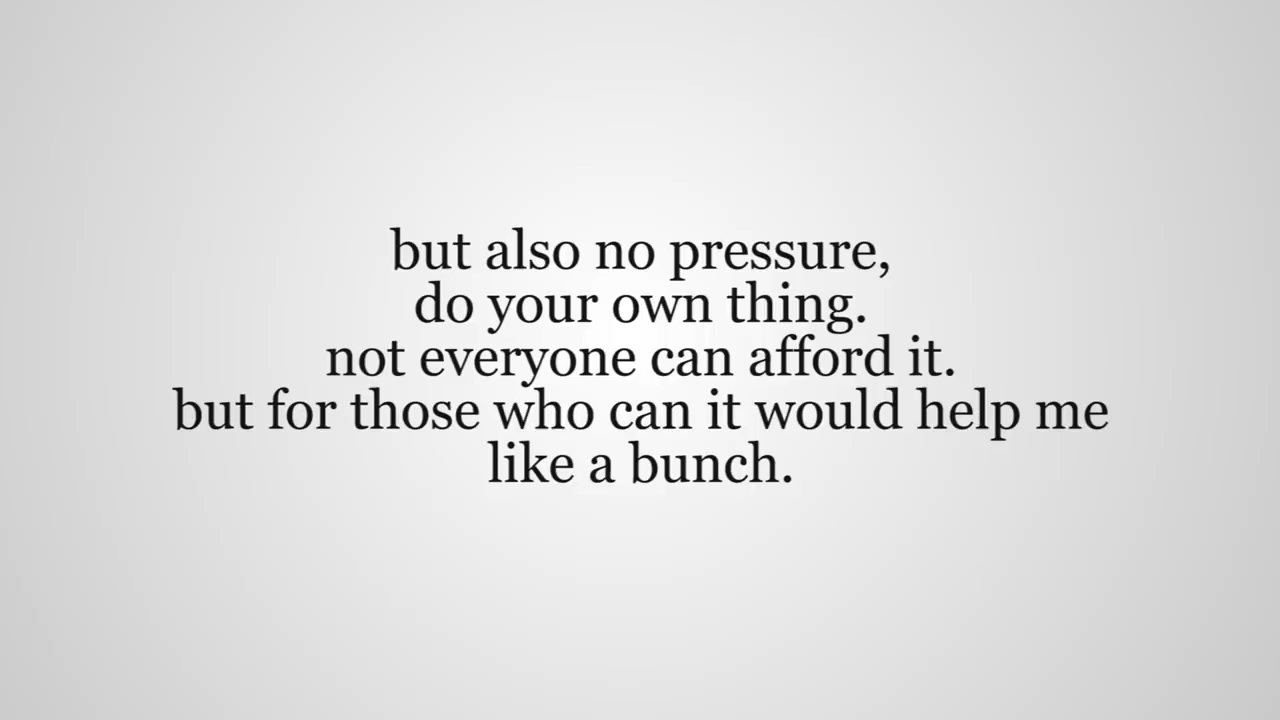 but also no pressure,
do your own thing.
not everyone can afford it.
but for those who can it would help me
like a bunch.